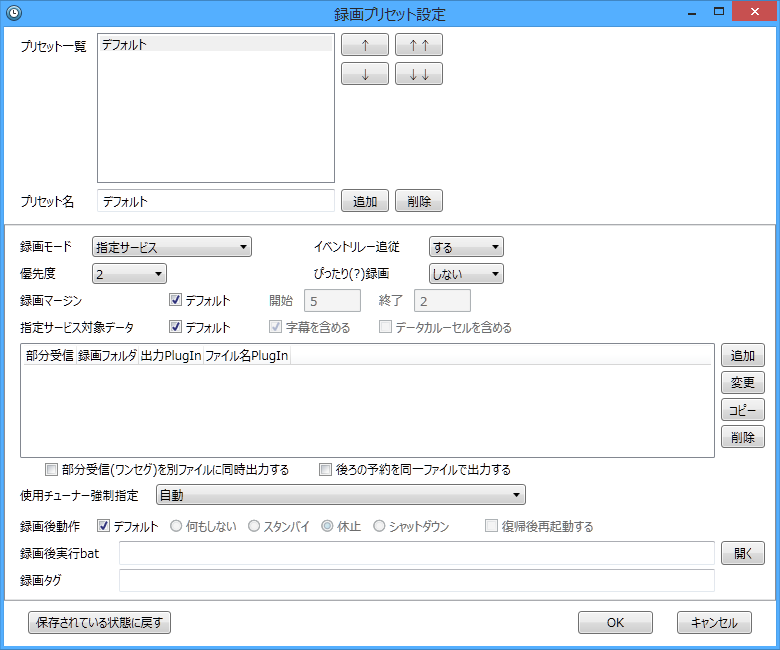 録画プリセット設定
プリセット一覧 デフォルト ↑ ↑↑
↓ ↓↓
プリセット名 デフォルト 追加 削除
録画モード 指定サービス イベントリレー追従 する
優先度 2 ぴったり(?)録画 しない
録画マージン デフォルト 開始 5 終了 2
指定サービス対象データ デフォルト 字幕を含める データカルーセルを含める
部分受信 録画フォルダ 出力PlugIn ファイル名PlugIn 追加
変更
コピー
削除
部分受信(ワンセグ)を別ファイルに同時出力する 後ろの予約を同一ファイルで出力する
使用チューナー強制指定 自動
録画後動作 デフォルト 何もしない スタンバイ 休止 シャットダウン 復帰後再起動する
録画後実行bat 開く
録画タグ
保存されている状態に戻す OK キャンセル